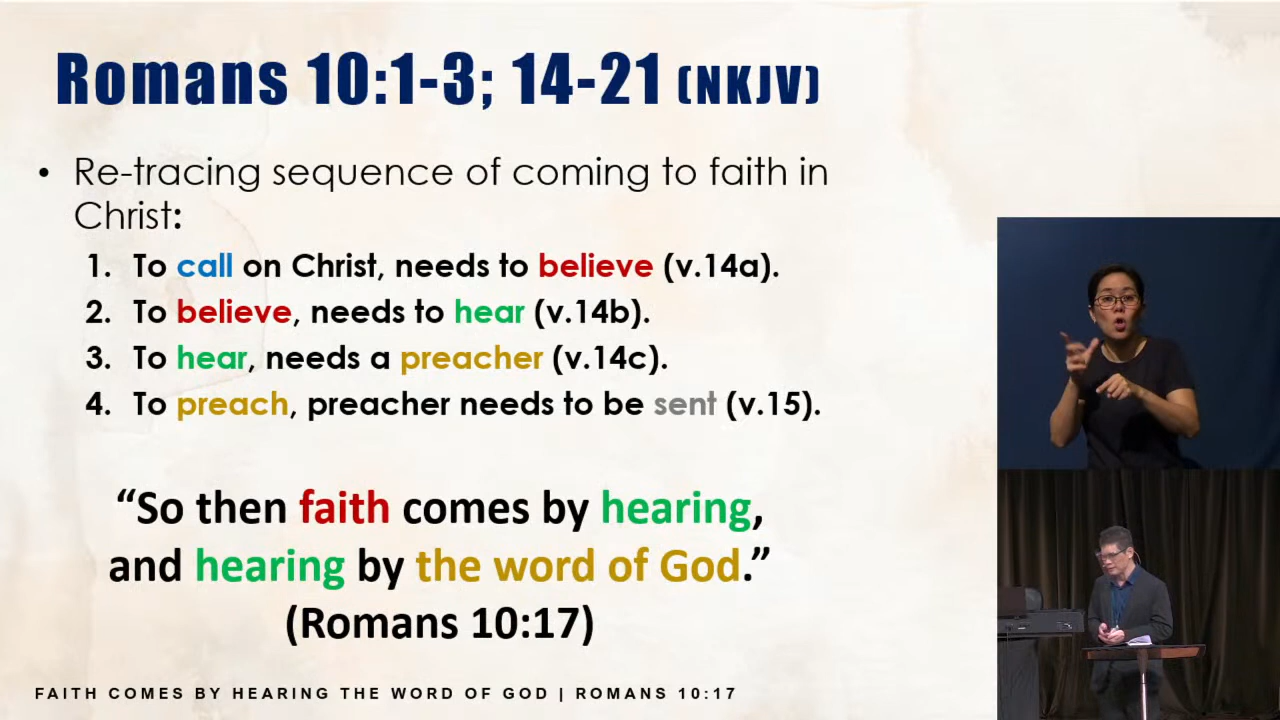 Romans 10:1-3; 14-21 (NKJV)
• Re-tracing sequence of coming to faith in
Christ:
1. To call on Christ, needs to believe (v.14a).
2. To believe, needs to hear (v.14b).
3. To hear, needs a preacher (v.14c).
4. To preach, preacher needs to be sent (v.15).
“So then faith comes by hearing,
and hearing by the word of God.”
(Romans 10:17)
FAITH COMES BY HEARING THE WORD OF GOD | ROMANS 10:17